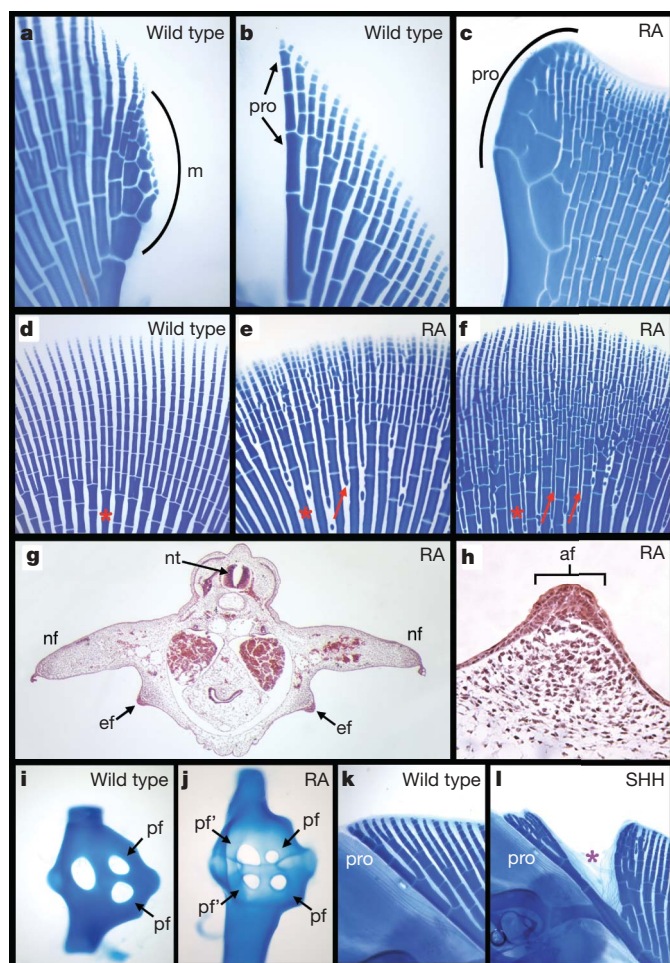 a Wild type
m
b Wild type
pro
c RA
pro
d Wild type
*
e RA
*
f RA
*
g RA
nt
nf
nf
ef
ef
h RA
af
i Wild type
pf
pf
j RA
pf'
pf
pf'
pf
k Wild type
pro
l SHH
pro
*